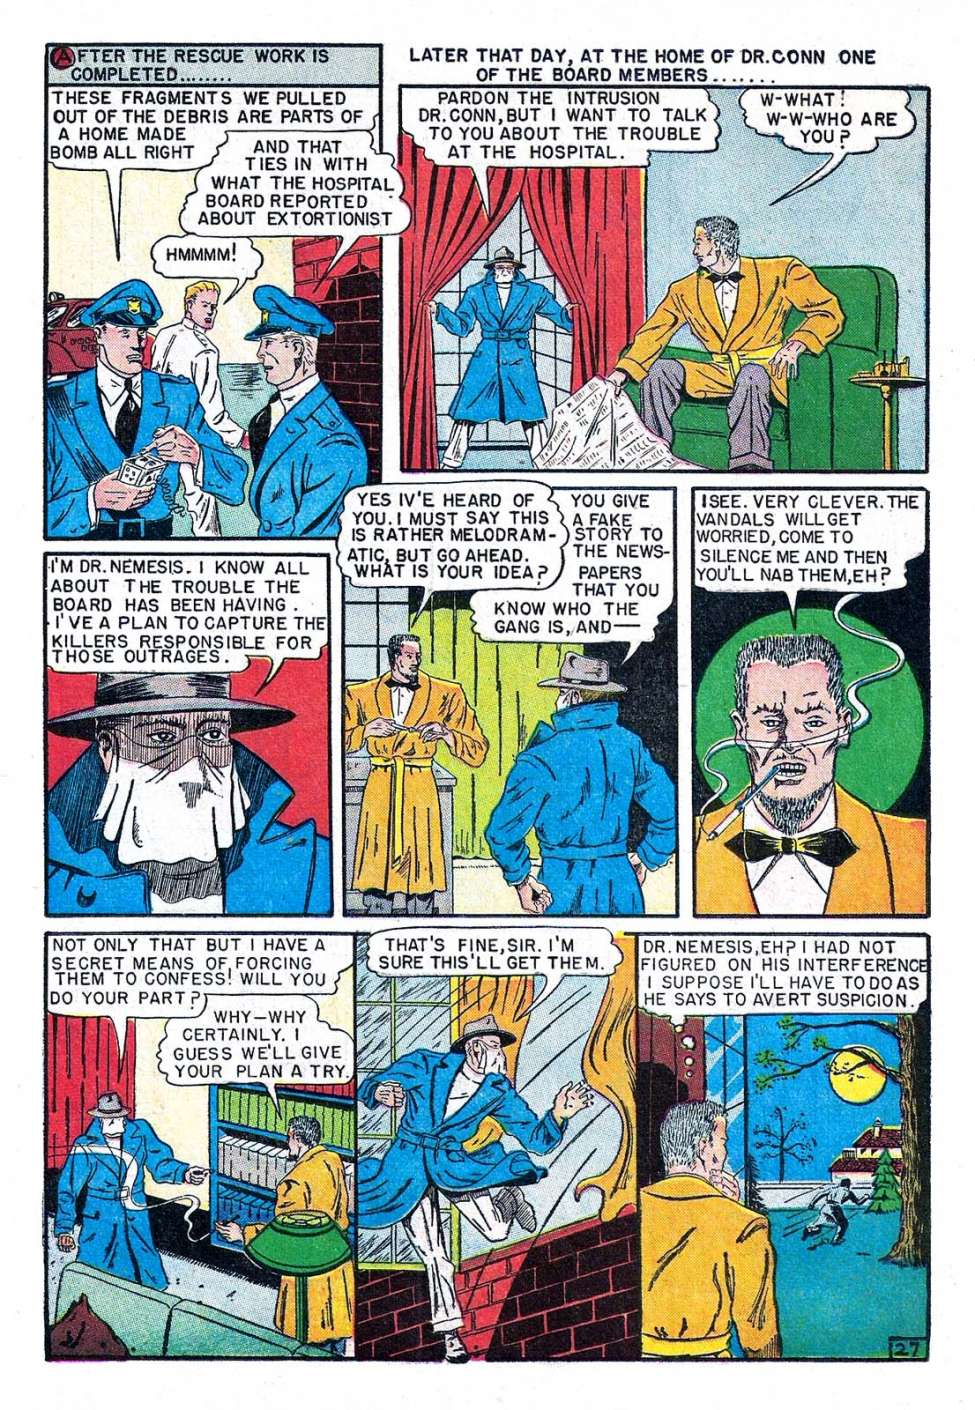 AFTER THE RESCUE WORK IS
COMPLETED........
THESE FRAGMENTS WE PULLED
OUT OF THE DEBRIS ARE PARTS OF
A HOME MADE
BOMB ALL RIGHT
AND THAT
TIES IN WITH
WHAT THE HOSPITAL
BOARD REPORTED
ABOUT EXTORTIONIST
HMMMM!
LATER THAT DAY, AT THE HOME OF DR.CONN ONE
OF THE BOARD MEMBERS.......
PARDON THE INTRUSION
DR.CONN, BUT I WANT TO TALK
TO YOU ABOUT THE TROUBLE
AT THE HOSPITAL.
W-WHAT!
W-W-WHO ARE
YOU?
I'M DR. NEMESIS. I KNOW ALL
ABOUT THE TROUBLE THE
BOARD HAS BEEN HAVING.
I'VE A PLAN TO CAPTURE THE
KILLERS RESPONSIBLE FOR
THOSE OUTRAGES.
YES IV'E HEARD OF
YOU. I MUST SAY THIS
IS RATHER MELODRAM-
ATIC, BUT GO AHEAD.
WHAT IS YOUR IDEA?
YOU GIVE
A FAKE
STORY TO
THE NEWS-
PAPERS
THAT YOU
KNOW WHO THE
GANG IS, AND—
I SEE. VERY CLEVER. THE
VANDALS WILL GET
WORRIED, COME TO
SILENCE ME AND THEN
YOU'LL NAB THEM, EH?
NOT ONLY THAT BUT I HAVE A
SECRET MEANS OF FORCING
THEM TO CONFESS! WILL YOU
DO YOUR PART?
WHY—WHY
CERTAINLY. I
GUESS WE'LL GIVE
YOUR PLAN A TRY.
THAT'S FINE, SIR. I'M
SURE THIS'LL GET THEM.
DR. NEMESIS, EH? I HAD NOT
FIGURED ON HIS INTERFERENCE
I SUPPOSE I'LL HAVE TO DO AS
HE SAYS TO AVERT SUSPICION.
27